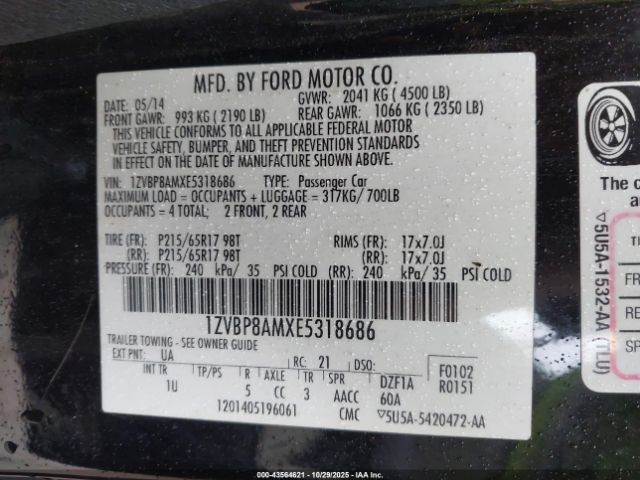 MFD. BY FORD MOTOR CO.
DATE: 05/14 GVWR: 2041 KG ( 4500 LB)
FRONT GAWR: 993 KG ( 2190 LB) REAR GAWR: 1066 KG ( 2350 LB)
THIS VEHICLE CONFORMS TO ALL APPLICABLE FEDERAL MOTOR
VEHICLE SAFETY, BUMPER, AND THEFT PREVENTION STANDARDS
IN EFFECT ON THE DATE OF MANUFACTURE SHOWN ABOVE.
VIN: 1ZVBP8AMXE5318686 TYPE: Passenger Car
MAXIMUM LOAD = OCCUPANTS + LUGGAGE = 317KG/ 700LB
OCCUPANTS = 4 TOTAL: 2 FRONT, 2 REAR
TIRE (FR): P215/65R17 98T RIMS (FR): 17x7.0J
(RR): P215/65R17 98T (RR): 17x7.0J
PRESSURE (FR): 240 kPa/ 35 PSI COLD (RR): 240 kPa/ 35 PSI COLD
1ZVBP8AMXE5318686
TRAILER TOWING - SEE OWNER GUIDE
EXT PNT: UA RC: 21 DSO: F0102
INT TR TP/PS R AXLE TR SPR DZF1A R0151
1U 5 CC 3 AACC 60A
1201405196061 CMC ▽5U5A-5420472-AA
The c
a
T
FR
RE
S
▽5U5A-1532-AA (TLU)
000-43564621 - 10/29/2025 - www.iaai.com